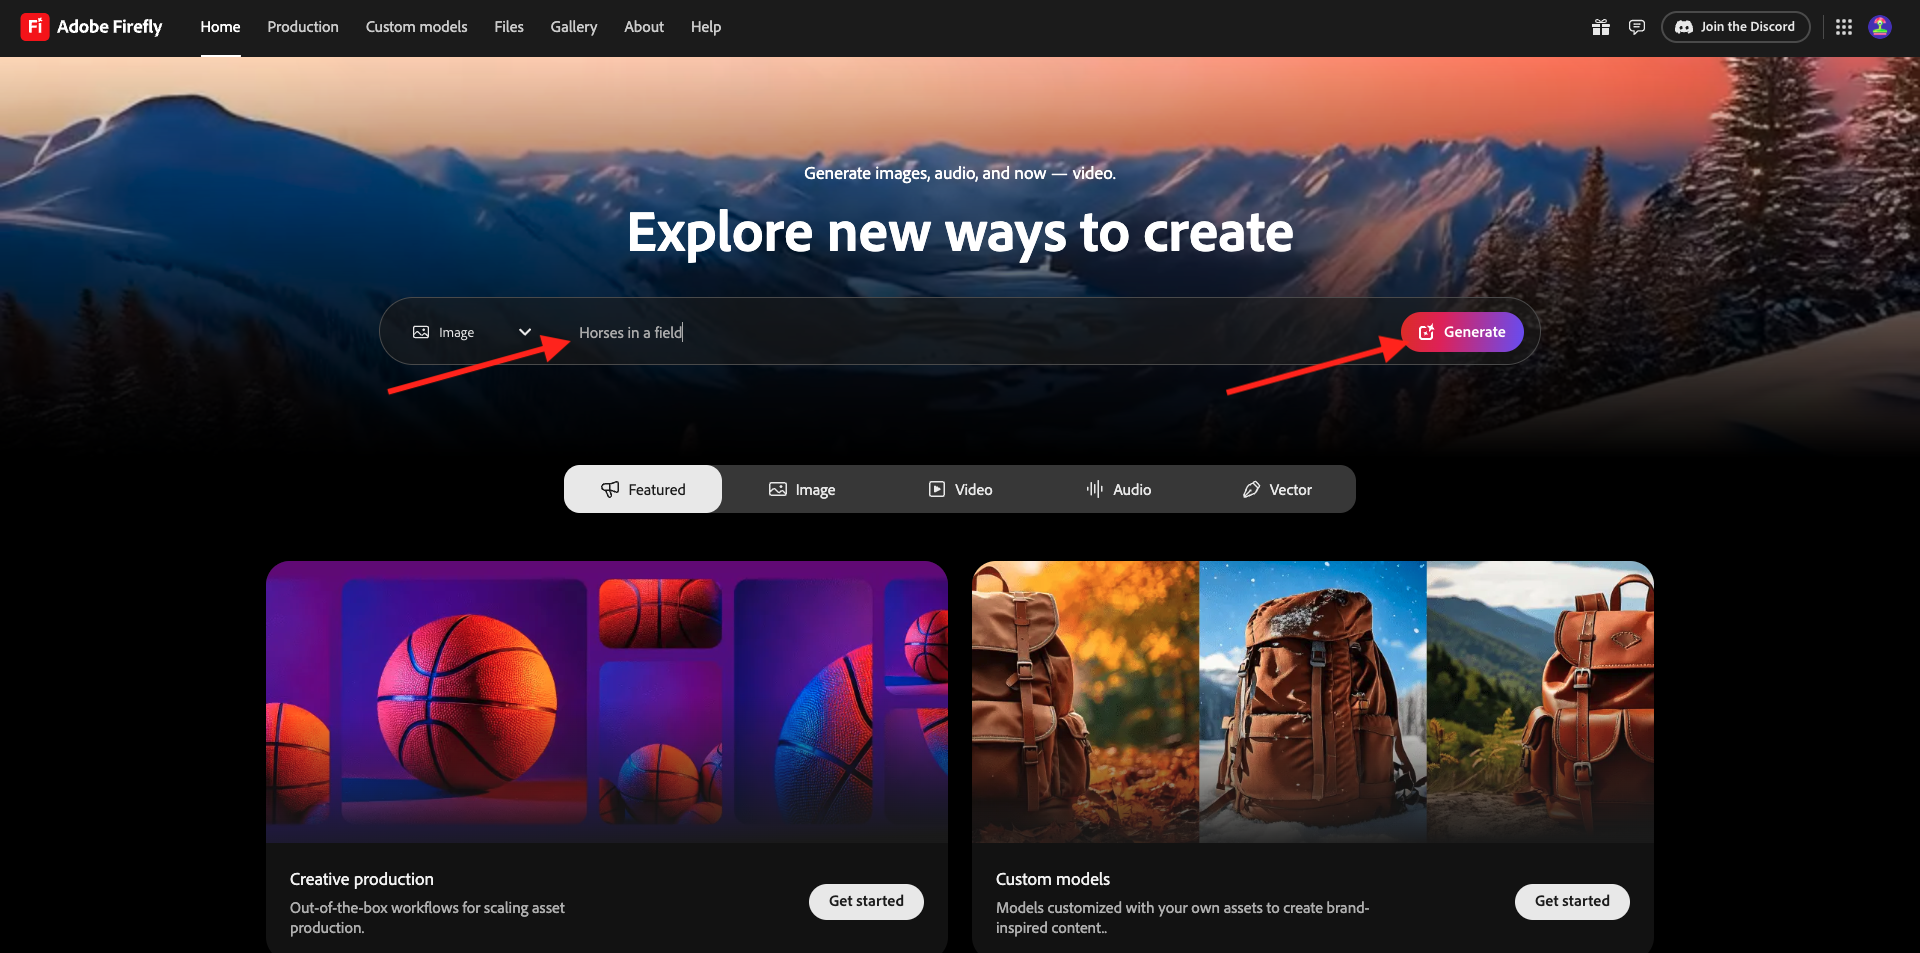 Fi Adobe Firefly
Home Production Custom models Files Gallery About Help
Join the Discord
Generate images, audio, and now — video.
Explore new ways to create
Image
Horses in a field
Generate
Featured Image Video Audio Vector
Creative production
Out-of-the-box workflows for scaling asset
production.
Get started
Custom models
Models customized with your own assets to create brand-
inspired content..
Get started